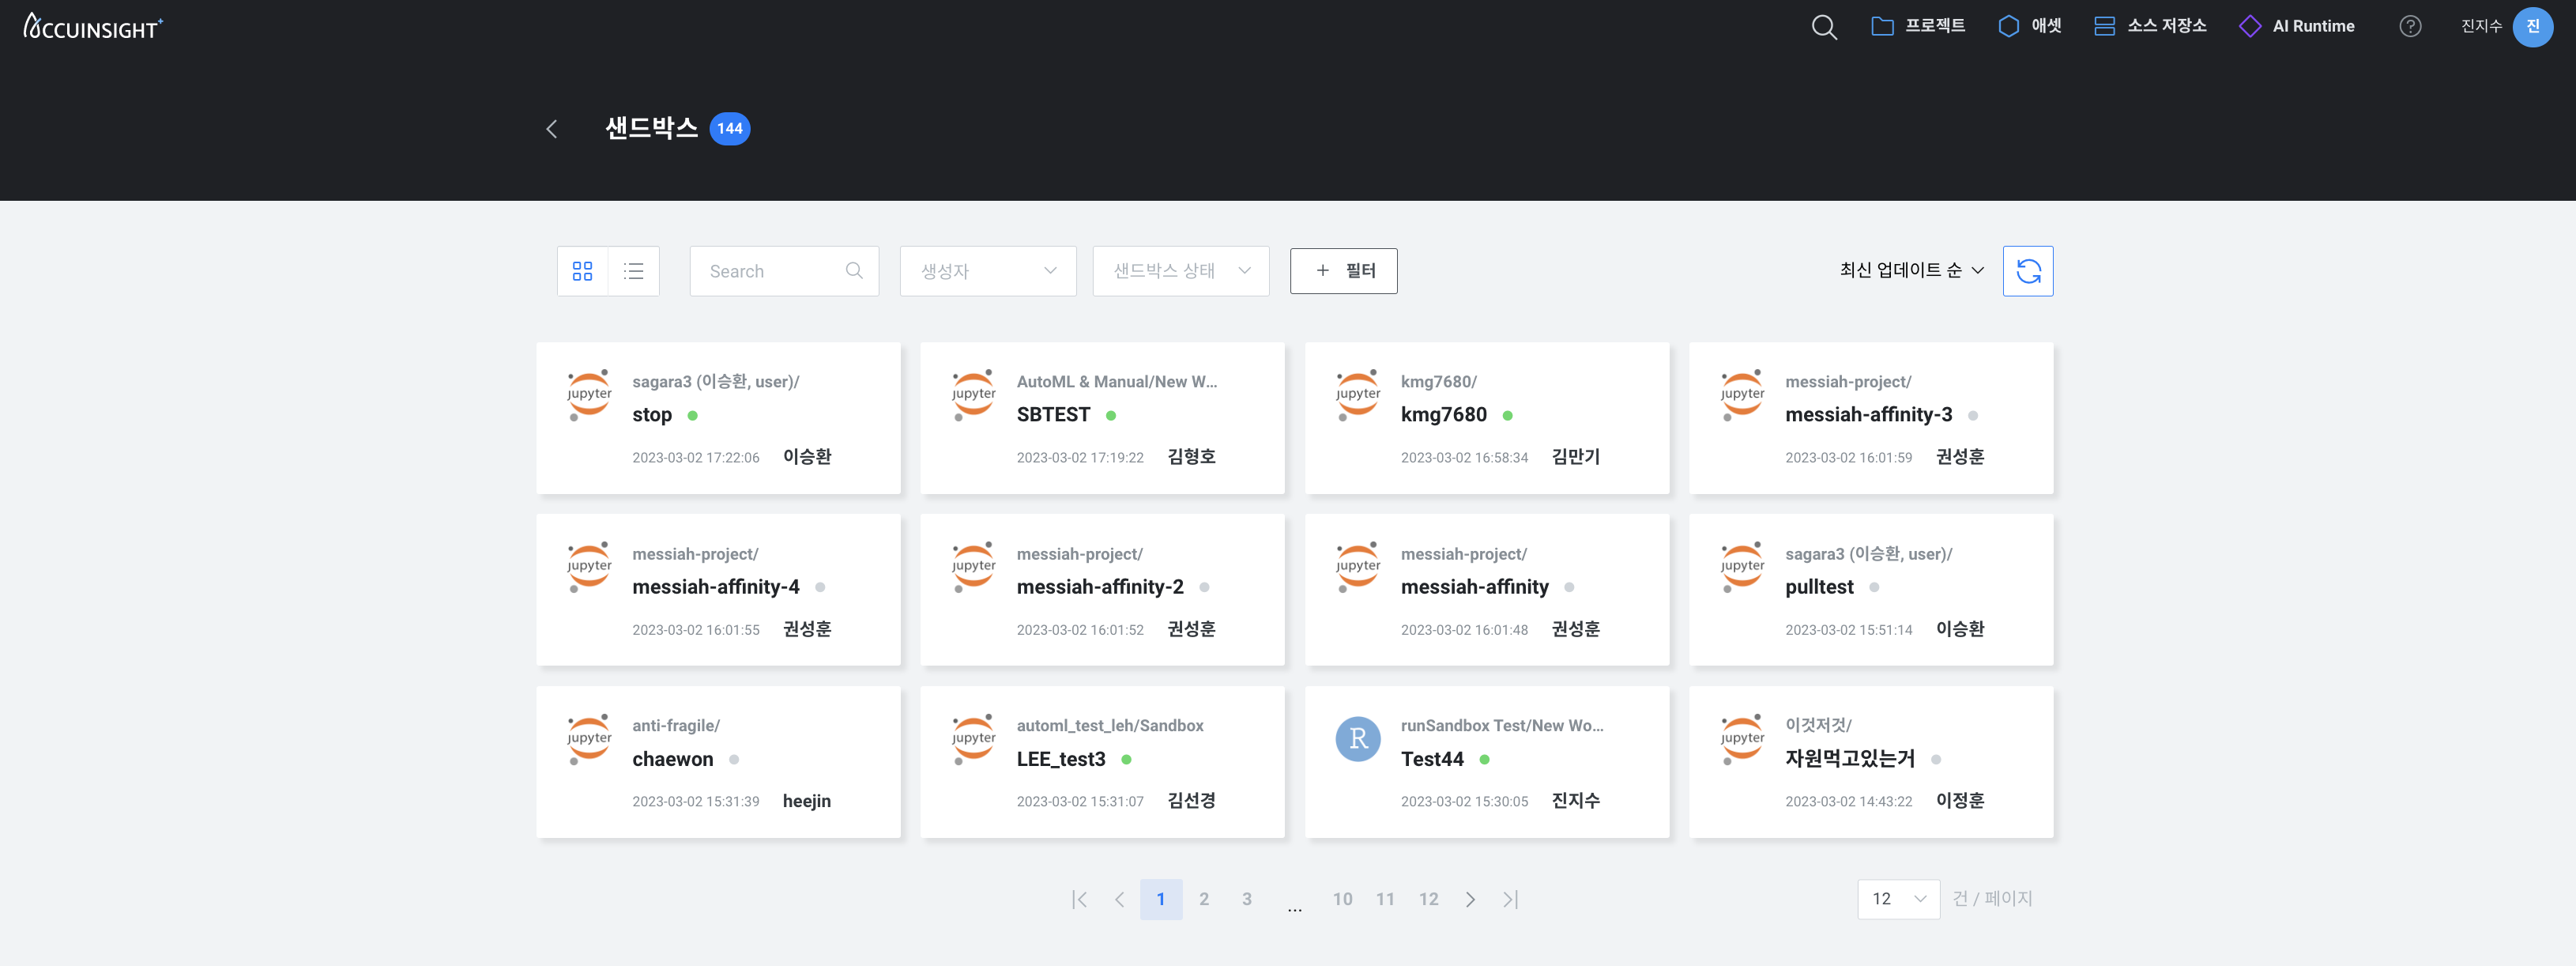 ACCUINSIGHT+
프로젝트
애셋
소스 저장소
AI Runtime
?
진지수
진
샌드박스 144
Search
생성자
샌드박스 상태
+ 필터
최신 업데이트 순
jupyter
sagara3 (이승환, user)/
stop
2023-03-02 17:22:06 이승환
jupyter
AutoML & Manual/New W...
SBTEST
2023-03-02 17:19:22 김형호
jupyter
kmg7680/
kmg7680
2023-03-02 16:58:34 김만기
jupyter
messiah-project/
messiah-affinity-3
2023-03-02 16:01:59 권성훈
jupyter
messiah-project/
messiah-affinity-4
2023-03-02 16:01:55 권성훈
jupyter
messiah-project/
messiah-affinity-2
2023-03-02 16:01:52 권성훈
jupyter
messiah-project/
messiah-affinity
2023-03-02 16:01:48 권성훈
jupyter
sagara3 (이승환, user)/
pulltest
2023-03-02 15:51:14 이승환
jupyter
anti-fragile/
chaewon
2023-03-02 15:31:39 heejin
jupyter
automl_test_leh/Sandbox
LEE_test3
2023-03-02 15:31:07 김선경
R
runSandbox Test/New Wo...
Test44
2023-03-02 15:30:05 진지수
jupyter
이것저것/
자원먹고있는거
2023-03-02 14:43:22 이정훈
1 2 3 ... 10 11 12
12 건 / 페이지